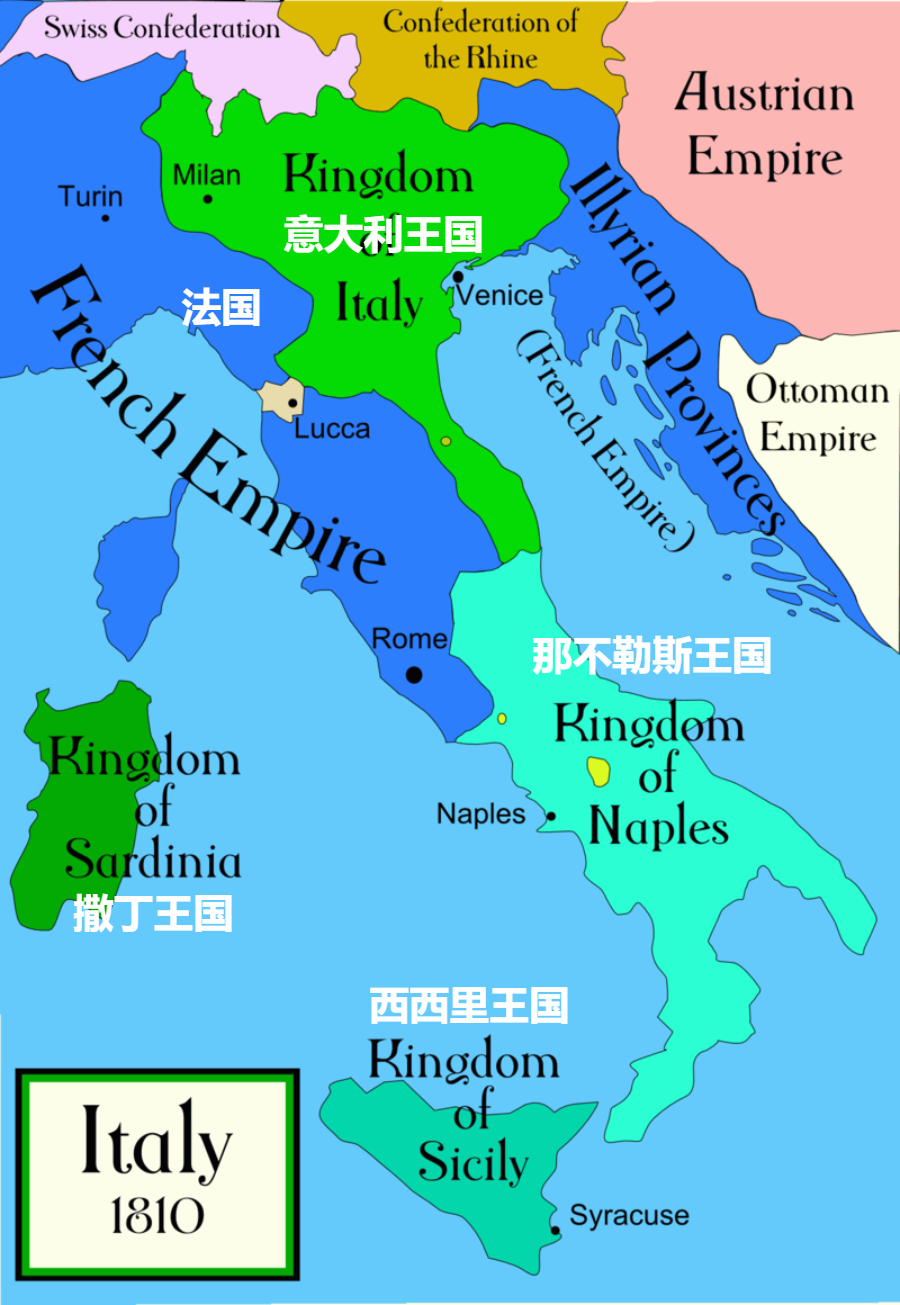 Swiss Confederation
Confederation of
the Rhine
Austrian
Empire
Milan
Turin
Kingdom
of
Italy
意大利王国
法国
Venice
Illyrian Provinces
(French Empire)
French Empire
Ottoman
Empire
Lucca
Rome
那不勒斯王国
Kingdom
of
Naples
Naples
Kingdom
of
Sardinia
撒丁王国
西西里王国
Kingdom
of
Sicily
Syracuse
Italy
1810